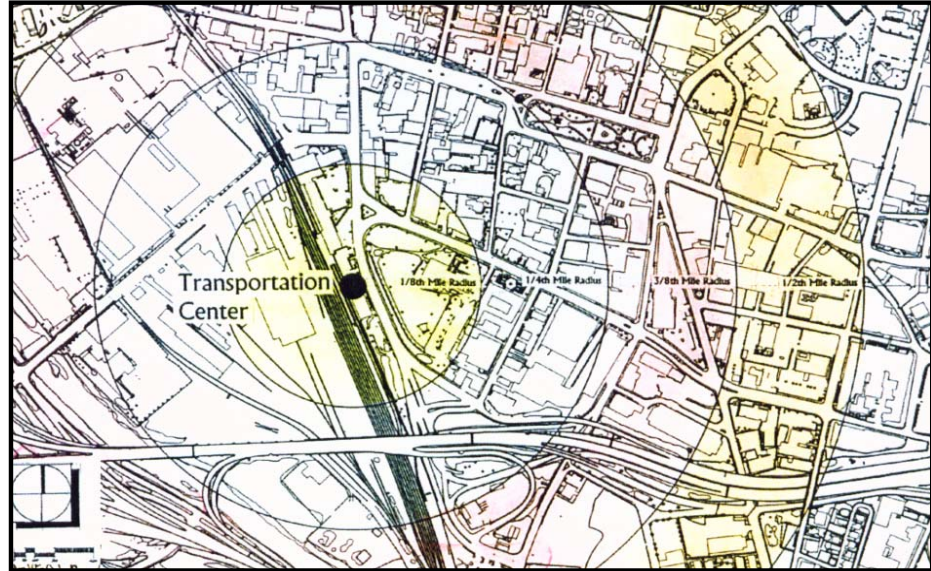 Transportation
Center
1/8th Mile Radius
1/4th Mile Radius
3/8th Mile Radius
1/2th Mile Radius